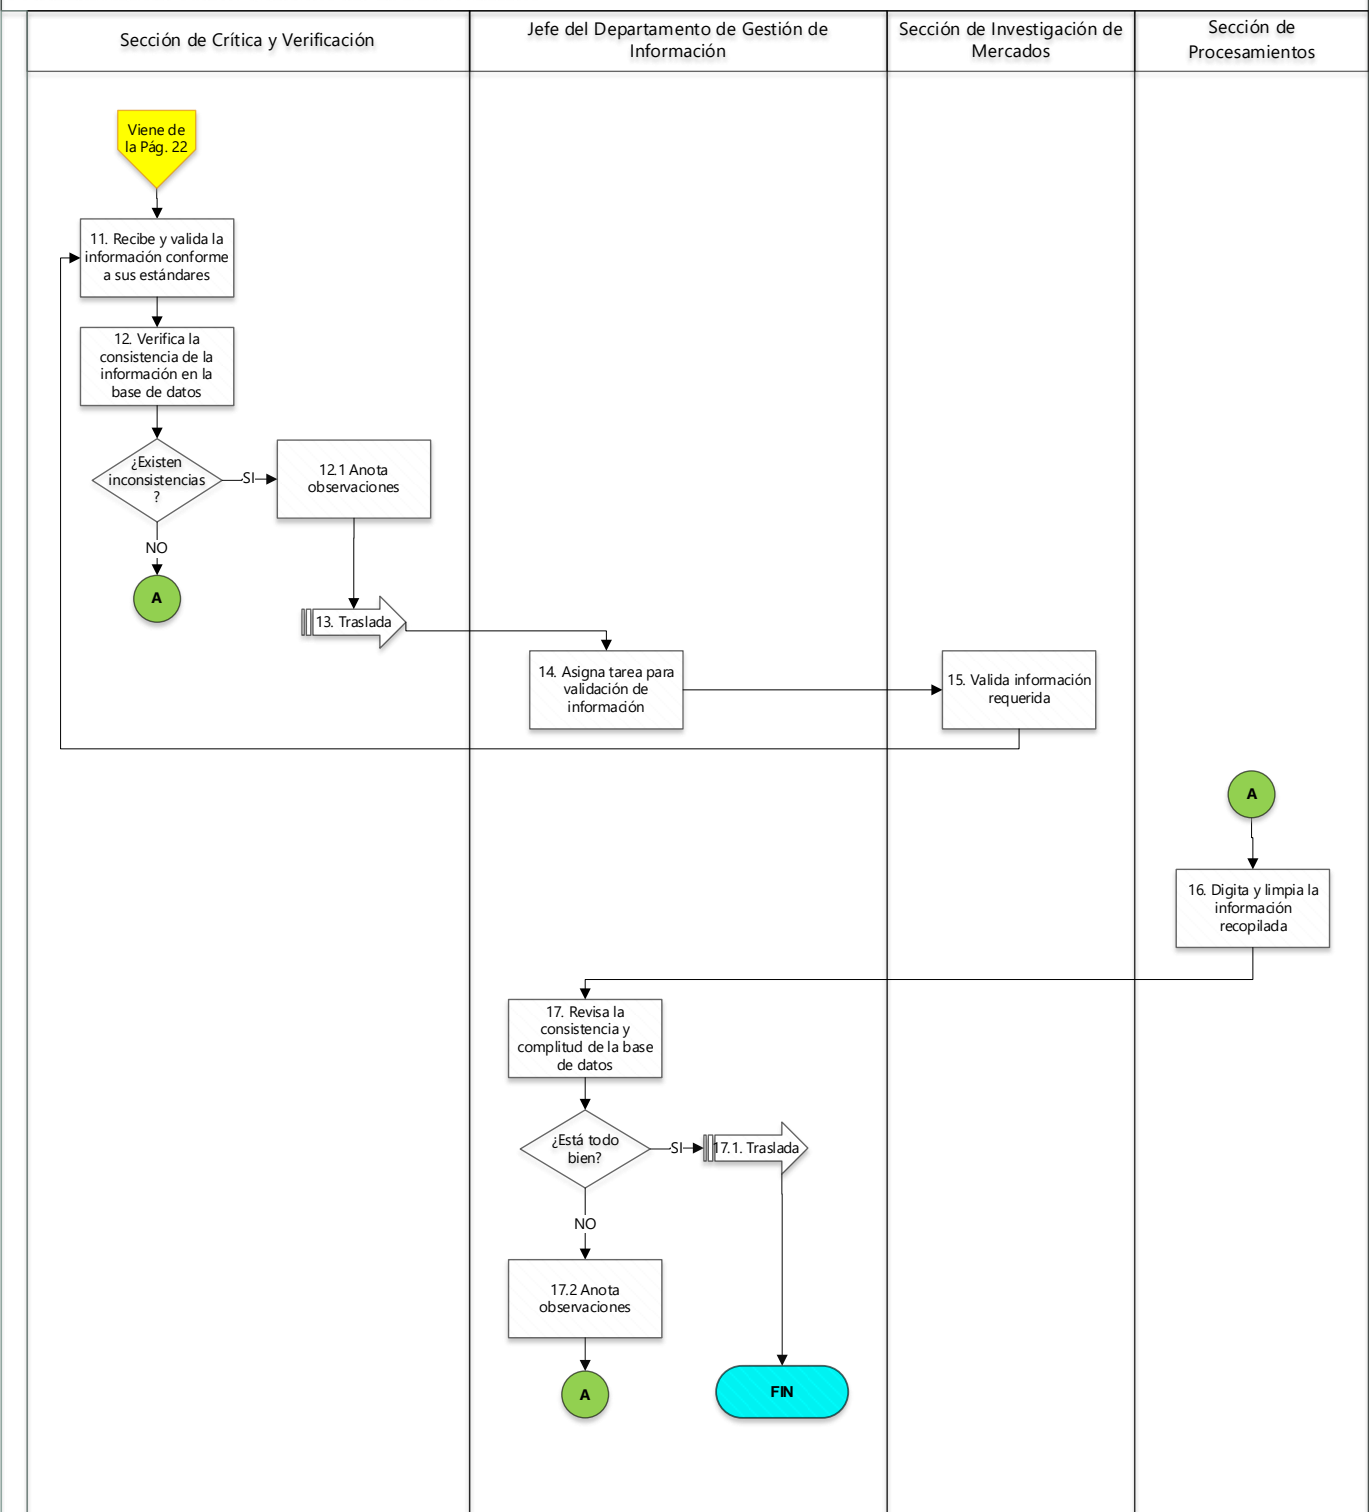 Sección de Crítica y Verificación
Jefe del Departamento de Gestión de
Información
Sección de Investigación de
Mercados
Sección de
Procesamientos
Viene de
la Pág. 22
11. Recibe y valida la
información conforme
a sus estándares
12. Verifica la
consistencia de la
información en la
base de datos
¿Existen
inconsistencias
?
SI
12.1 Anota
observaciones
NO
A
13. Traslada
14. Asigna tarea para
validación de
información
15. Valida información
requerida
A
16. Digita y limpia la
información
recopilada
17. Revisa la
consistencia y
complitud de la base
de datos
¿Está todo
bien?
SI
17.1. Traslada
NO
17.2 Anota
observaciones
A
FIN